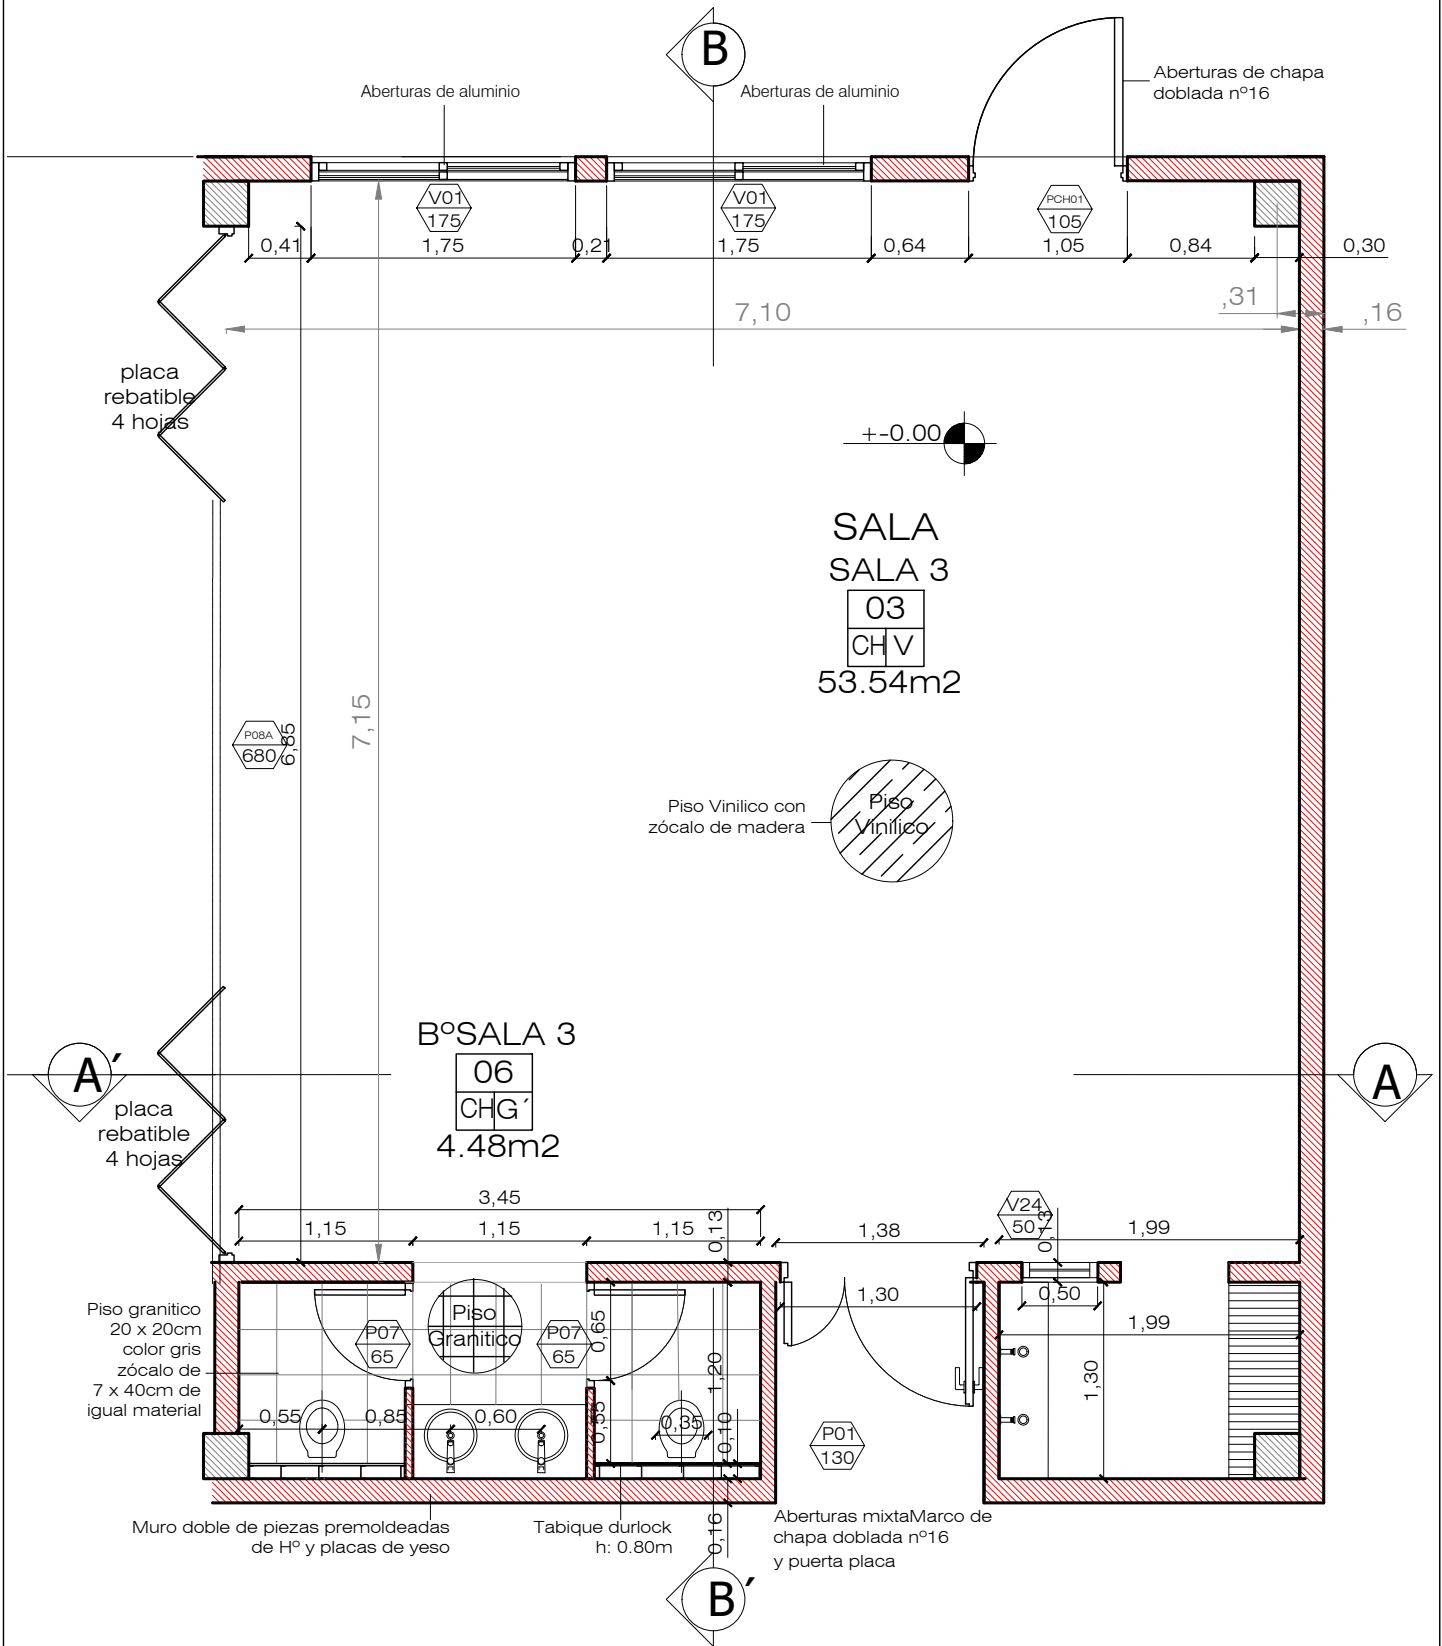 B
Aberturas de aluminio
Aberturas de aluminio
Aberturas de chapa
doblada nº16
V01
175
V01
175
PCH01
105
0,41
1,75
0,21
1,75
0,64
1,05
0,84
0,30
,31
,16
7,10
placa
rebatible
4 hojas
+-0.00
SALA
SALA 3
03
CH V
53.54m2
7,15
P08A
680
6,85
Piso Vinilico con
zócalo de madera
Piso
Vinilico
BºSALA 3
06
CH G´
4.48m2
A´
A
placa
rebatible
4 hojas
3,45
1,15
1,15
1,15
0,13
1,38
V24
50
0,13
1,99
1,30
0,50
1,99
1,30
Piso granitico
20 x 20cm
color gris
zócalo de
7 x 40cm de
igual material
Piso
Granitico
P07
65
P07
65
0,65
1,20
0,55
0,85
0,60
0,55
0,35
0,10
P01
130
Muro doble de piezas premoldeadas
de Hº y placas de yeso
Tabique durlock
h: 0.80m
0,16
Aberturas mixtaMarco de
chapa doblada nº16
y puerta placa
B´